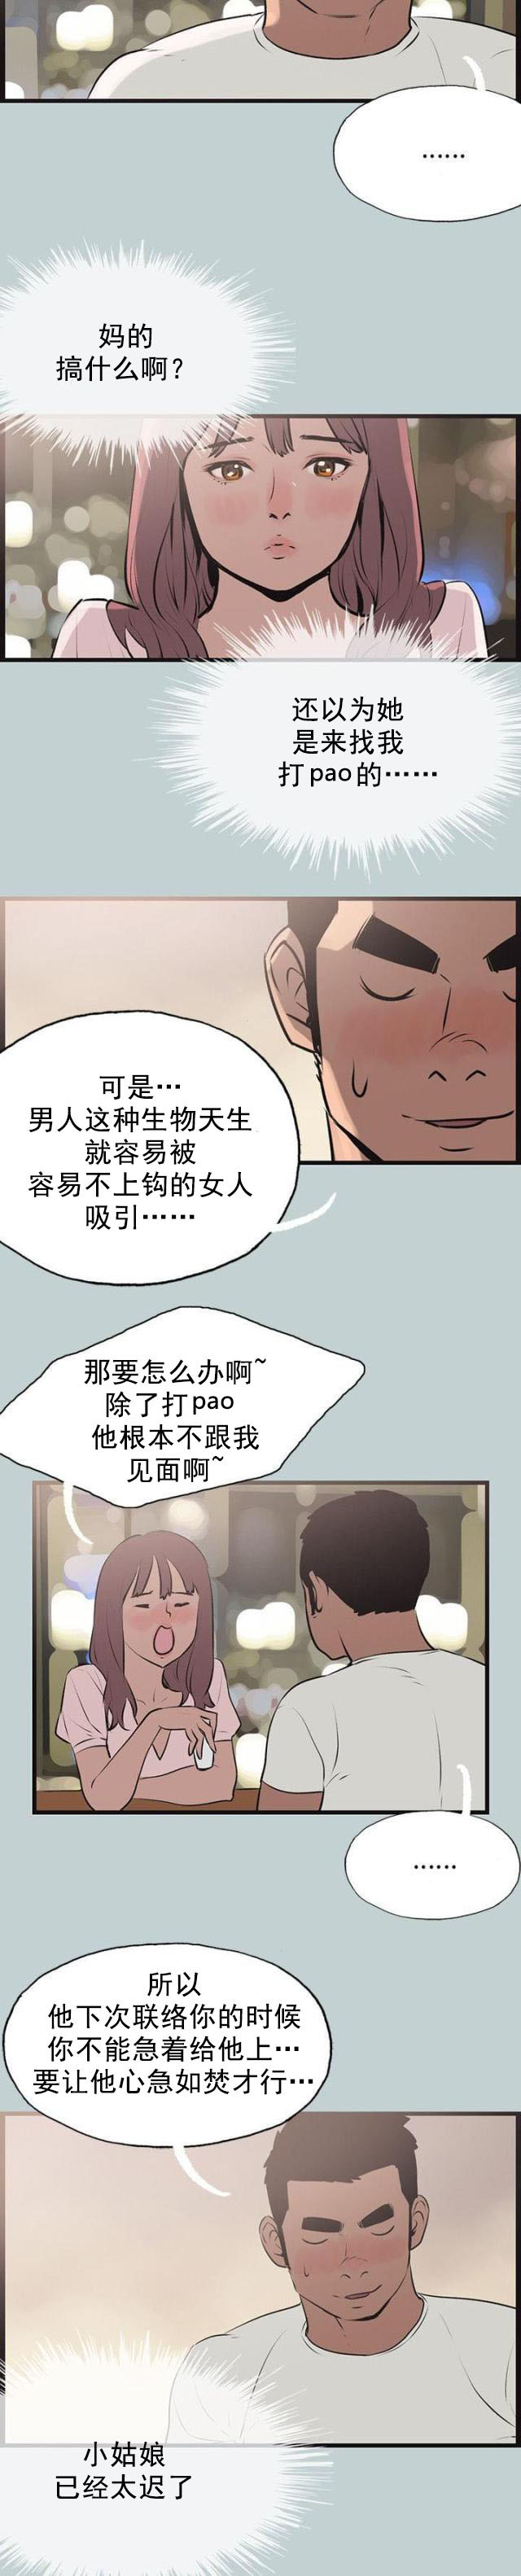 ……
妈的
搞什么啊？
还以为她
是来找我
打pao的……
可是…
男人这种生物天生
就容易被
容易不上钩的女人
吸引……
那要怎么办啊~
除了打pao
他根本不跟我
见面啊~
……
所以
他下次联络你的时候
你不能急着给他上…
要让他心急如焚才行…
小姑娘
已经太迟了